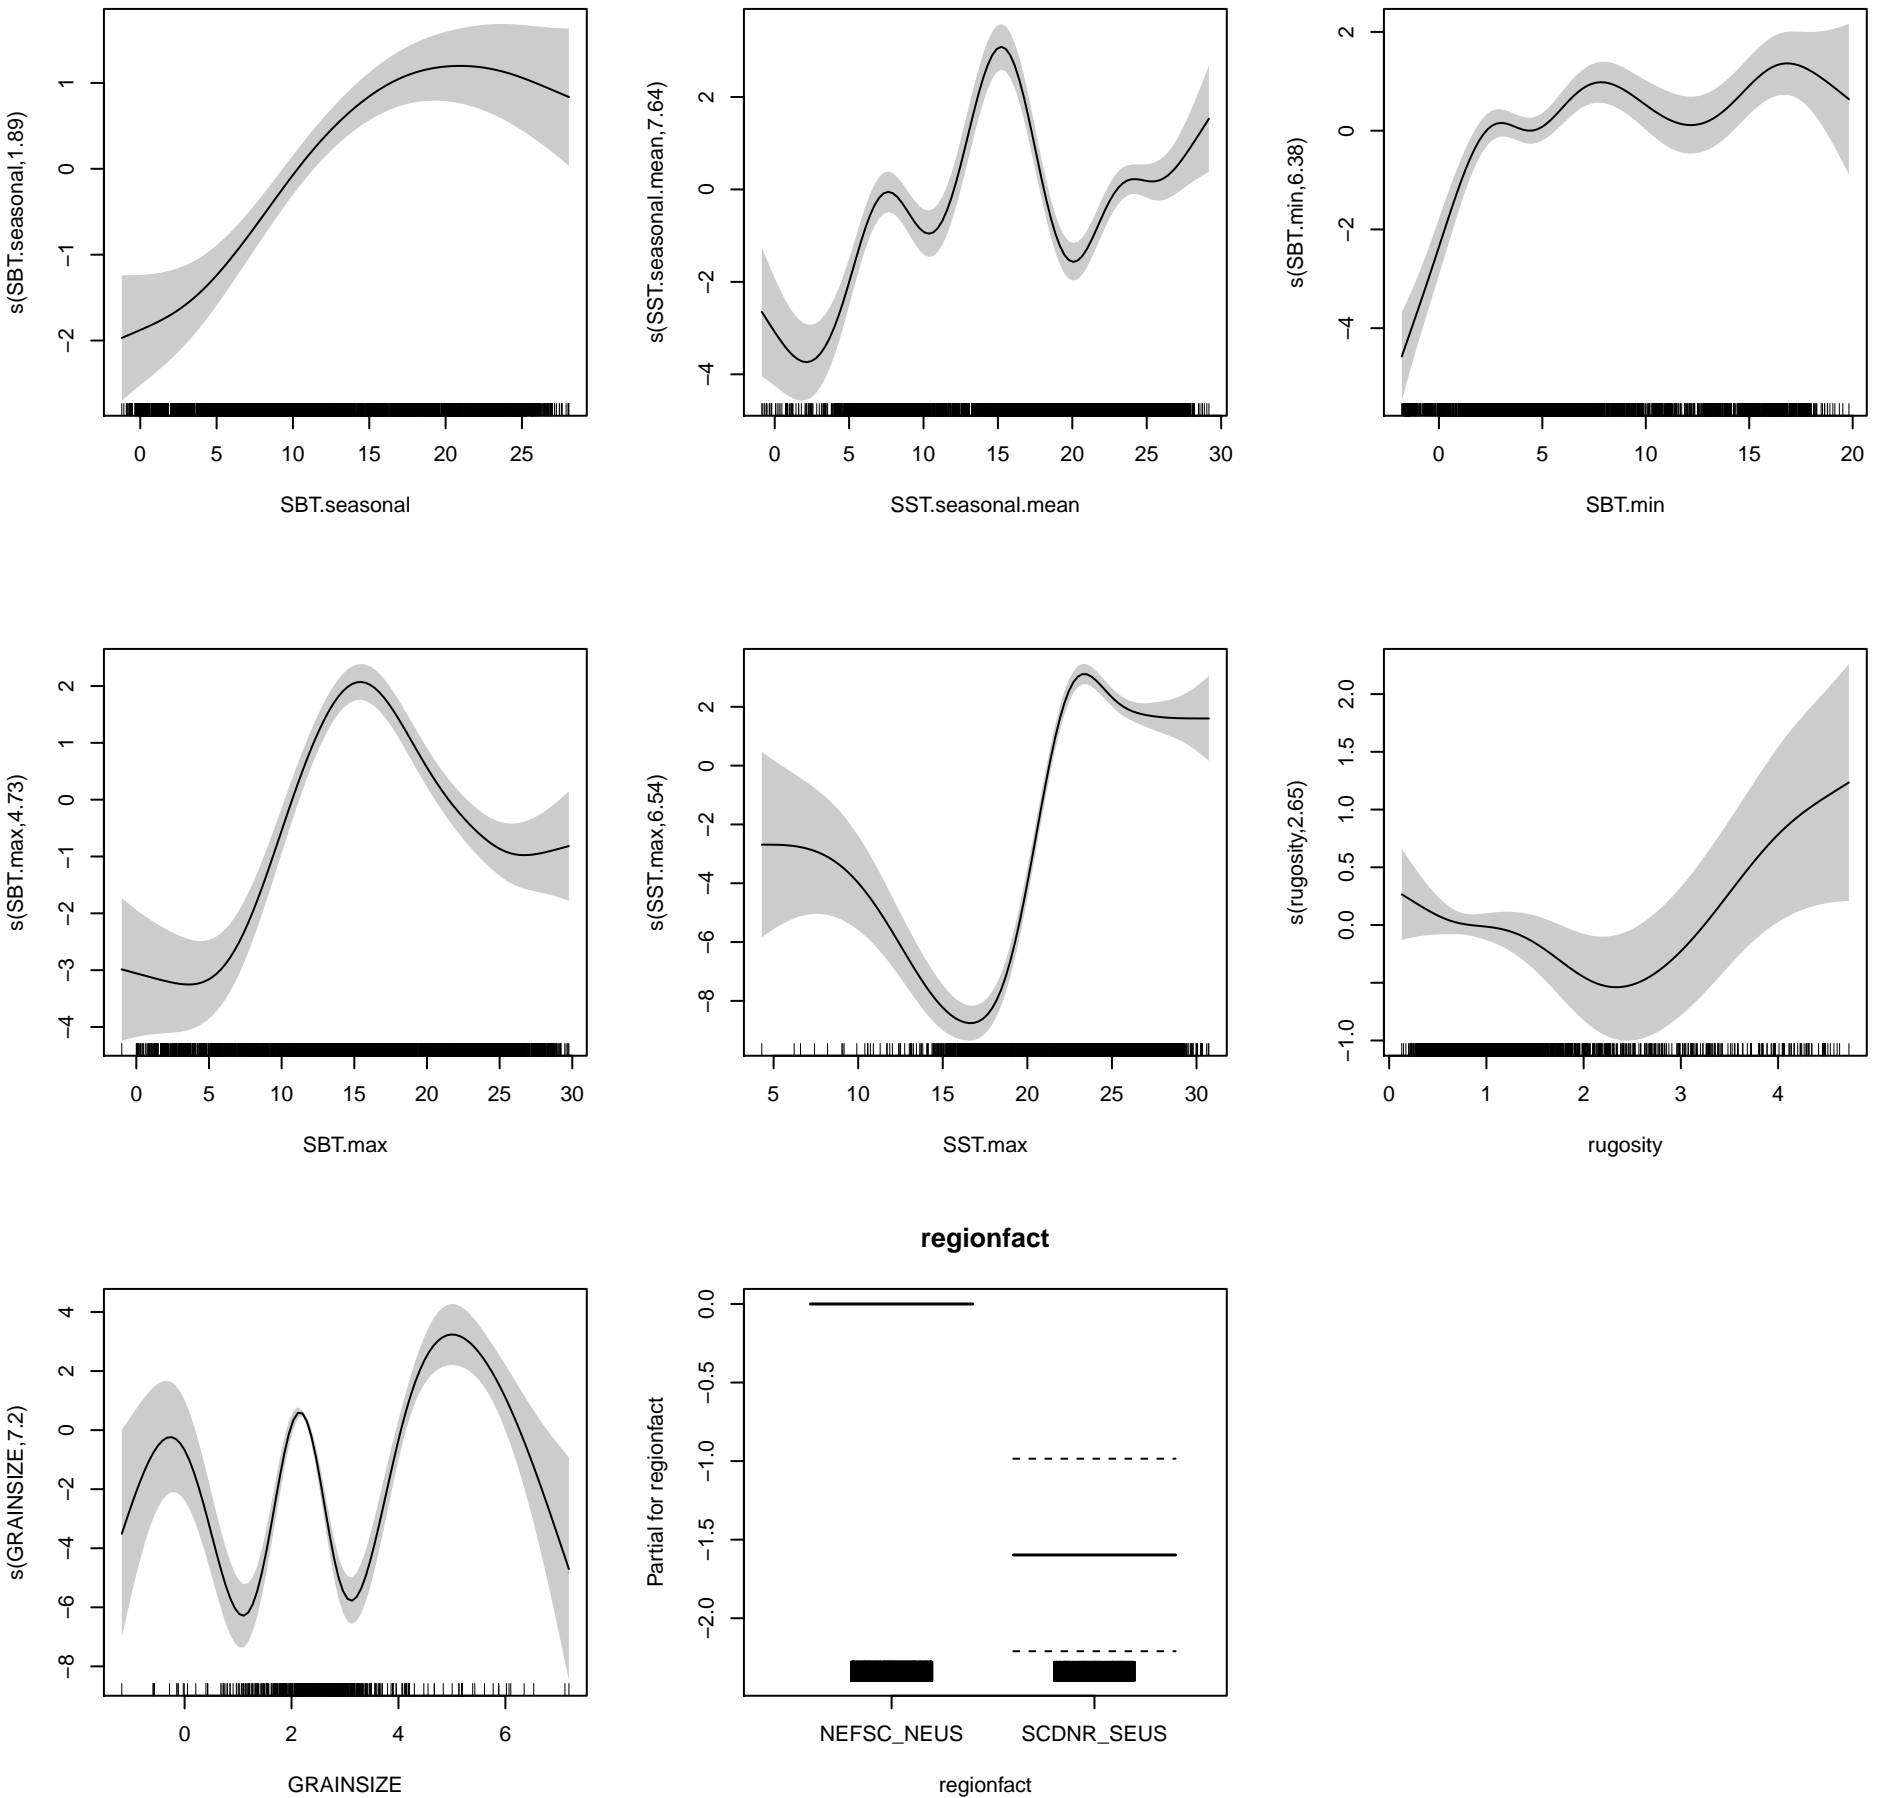 s(SBT.seasonal,1.89)
1
0
−1
−2
0 5 10 15 20 25
SBT.seasonal
s(SST.seasonal.mean,7.64)
2
0
−2
−4
0 5 10 15 20 25 30
SST.seasonal.mean
s(SBT.min,6.38)
2
0
−2
−4
0 5 10 15 20
SBT.min
s(SBT.max,4.73)
2
1
0
−1
−2
−3
−4
0 5 10 15 20 25 30
SBT.max
s(SST.max,6.54)
2
0
−2
−4
−6
−8
5 10 15 20 25 30
SST.max
s(rugosity,2.65)
2.0
1.5
1.0
0.5
0.0
−1.0
0 1 2 3 4
rugosity
s(GRAINSIZE,7.2)
4
2
0
−2
−4
−6
−8
0 2 4 6
GRAINSIZE
regionfact
Partial for regionfact
0.0
−0.5
−1.0
−1.5
−2.0
NEFSC_NEUS SCDNR_SEUS
regionfact